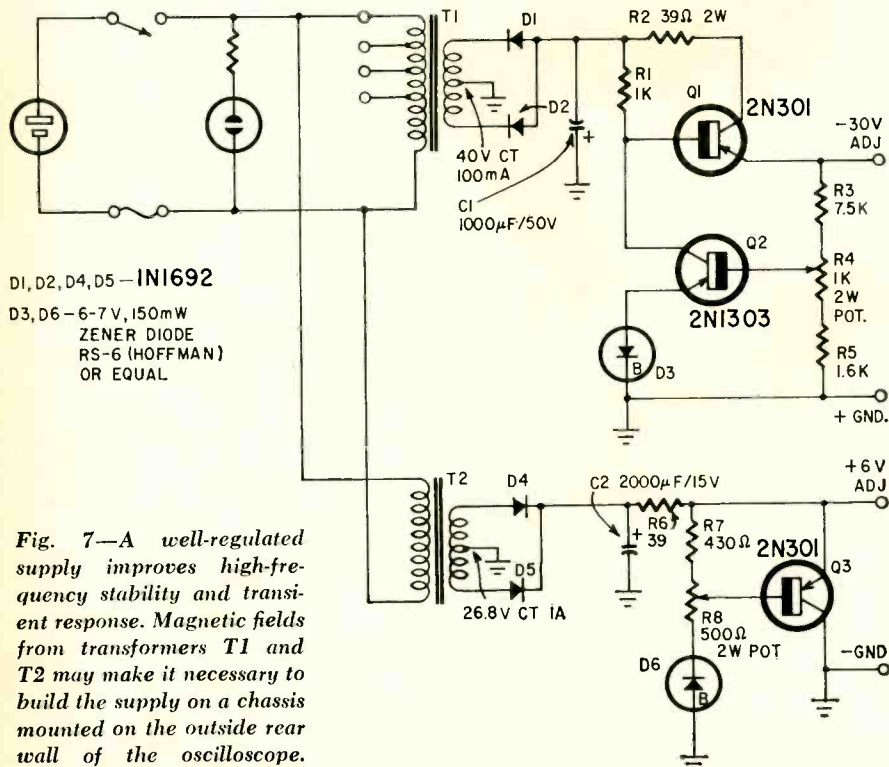 T1
D1
R2 39Ω 2W
R1
1K
Q1
2N301
-30V
ADJ
D2
40V CT
100mA
C1
1000µF/50V
R3
7.5K
Q2
2N1303
R4
1K
2W
POT.
D1, D2, D4, D5 — 1N1692
D3, D6 - 6-7 V, 150mW
ZENER DIODE
RS-6 (HOFFMAN)
OR EQUAL
B
D3
R5
1.6K
+ GND.
T2
D4
C2 2000µF/15V
+6V
ADJ
+
R6
39
R7
430Ω
2N301
Q3
D5
26.8V CT 1A
R8
500Ω
2W POT
D6
B
-GND
Fig. 7—A well-regulated
supply improves high-fre-
quency stability and transi-
ent response. Magnetic fields
from transformers T1 and
T2 may make it necessary to
build the supply on a chassis
mounted on the outside rear
wall of the oscilloscope.